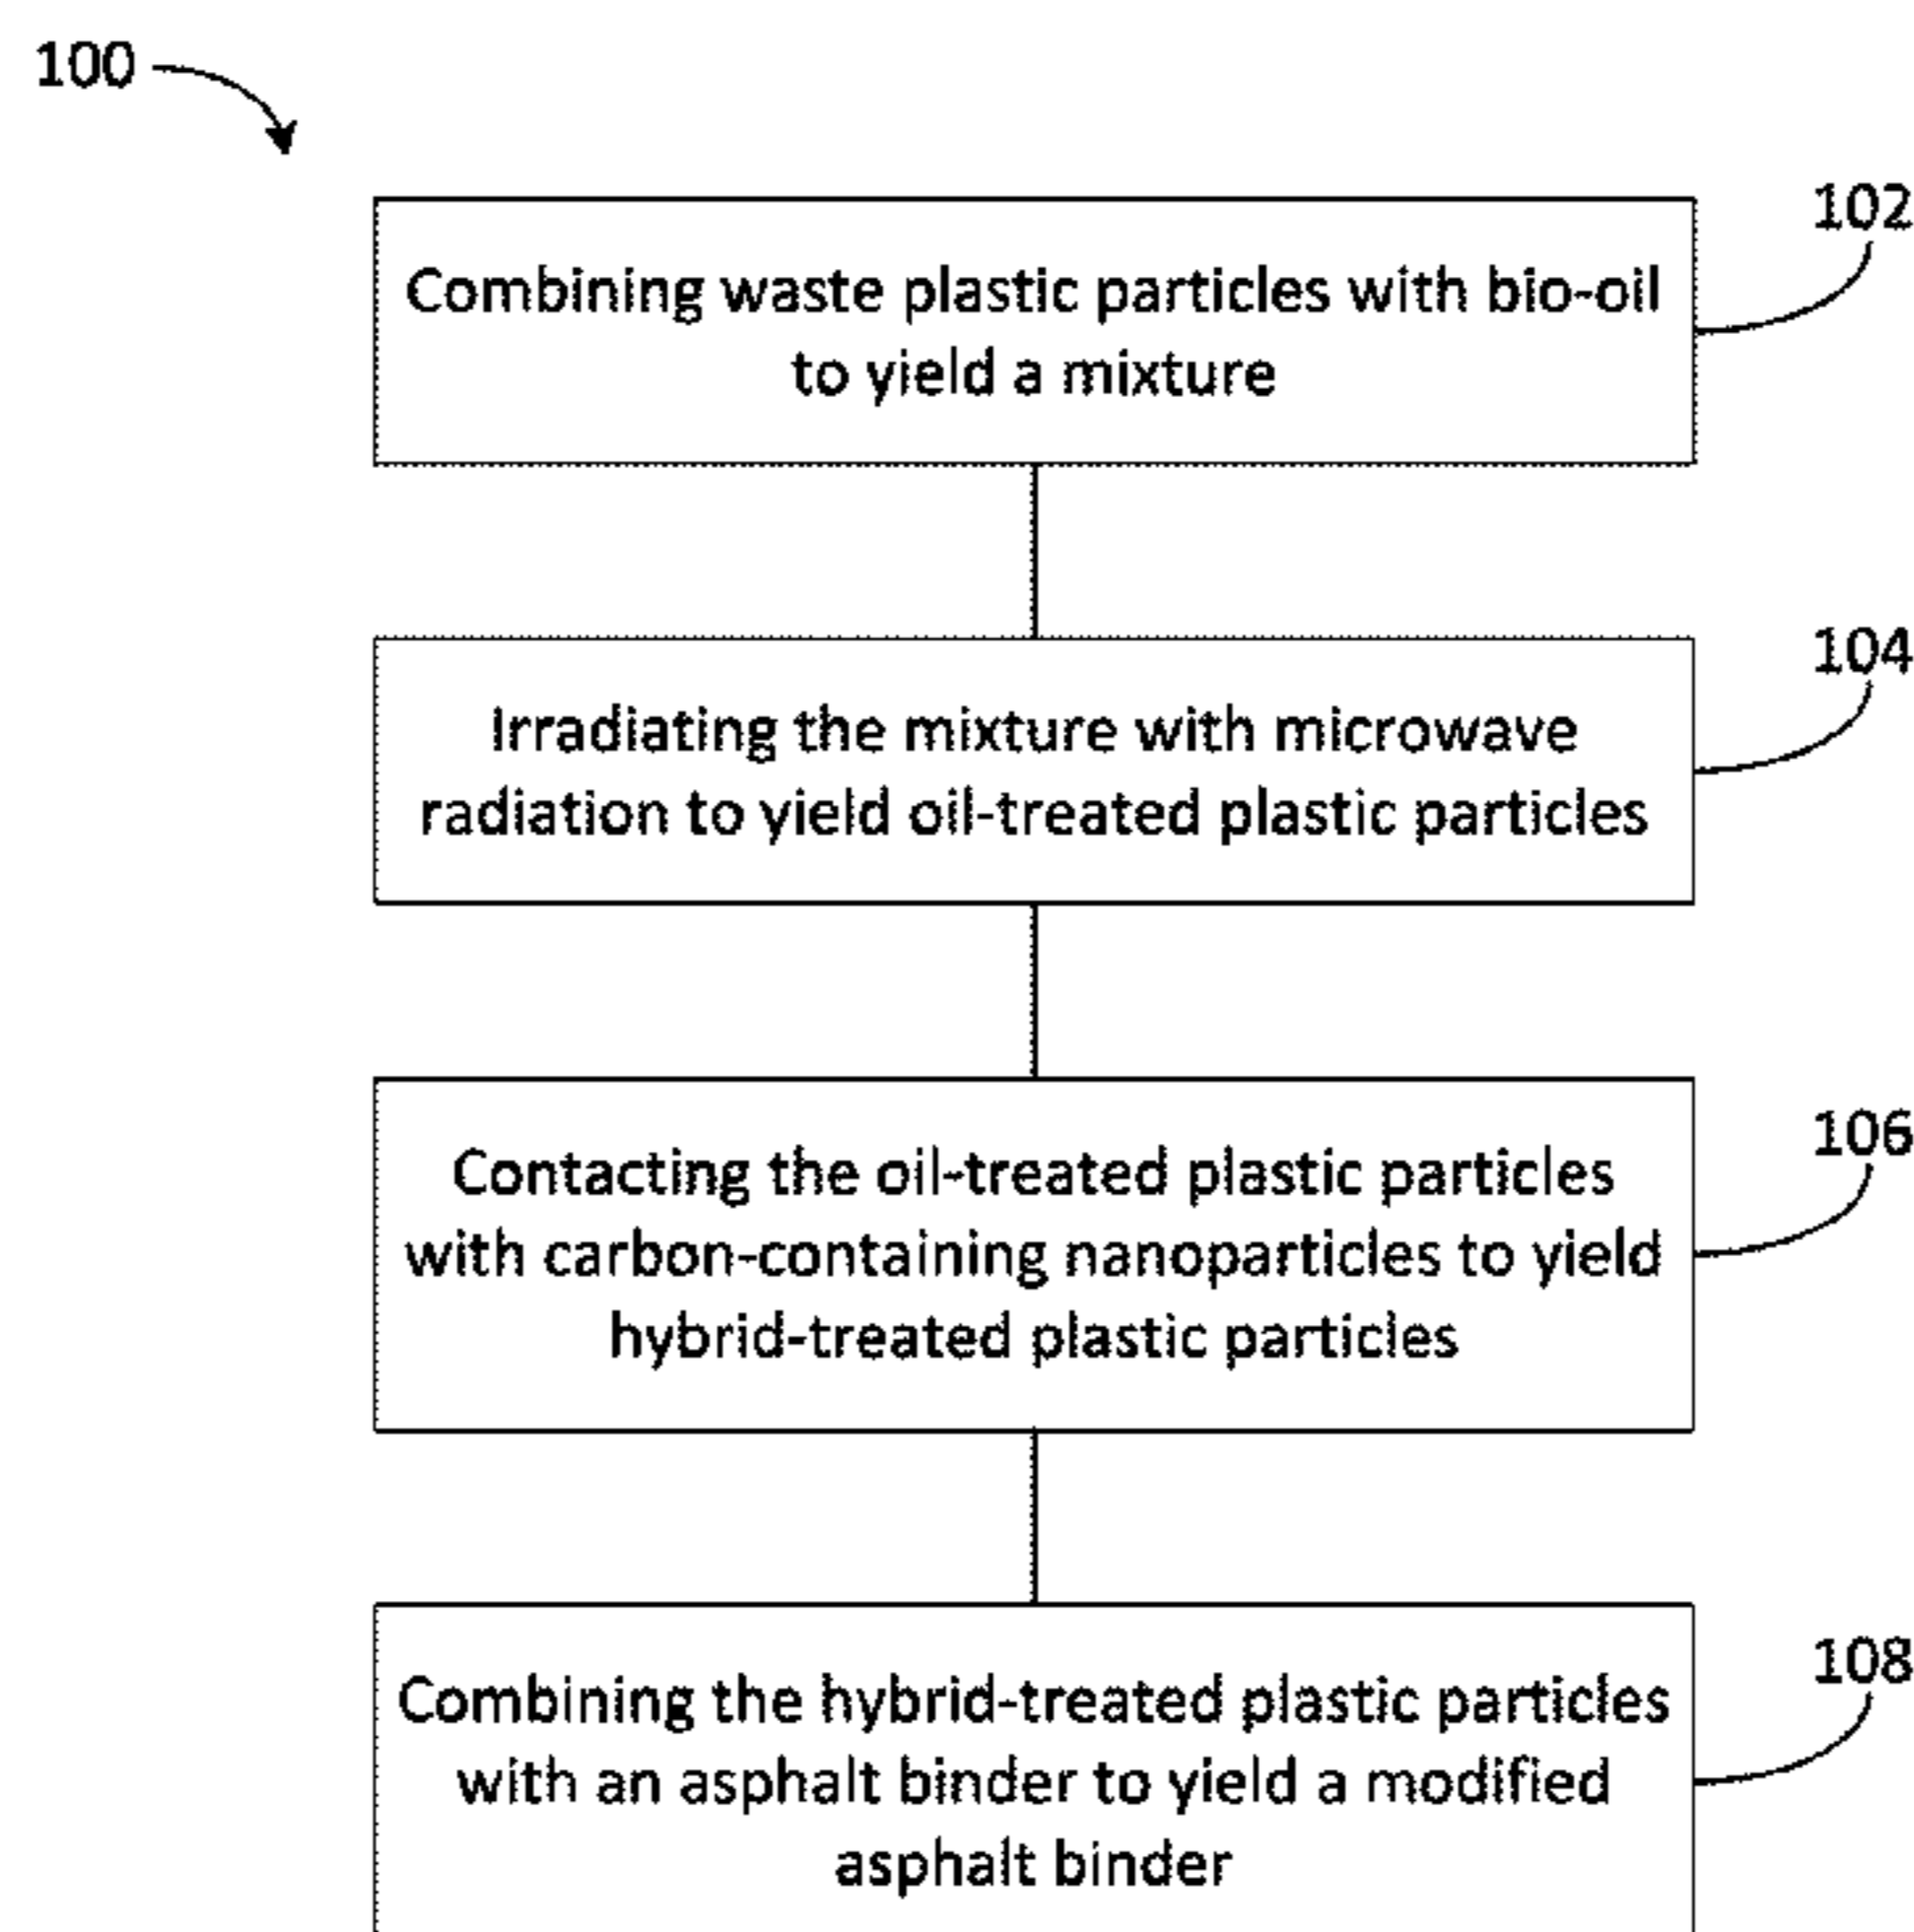 100
102
Combining waste plastic particles with bio-oil
to yield a mixture
104
Irradiating the mixture with microwave
radiation to yield oil-treated plastic particles
106
Contacting the oil-treated plastic particles
with carbon-containing nanoparticles to yield
hybrid-treated plastic particles
108
Combining the hybrid-treated plastic particles
with an asphalt binder to yield a modified
asphalt binder